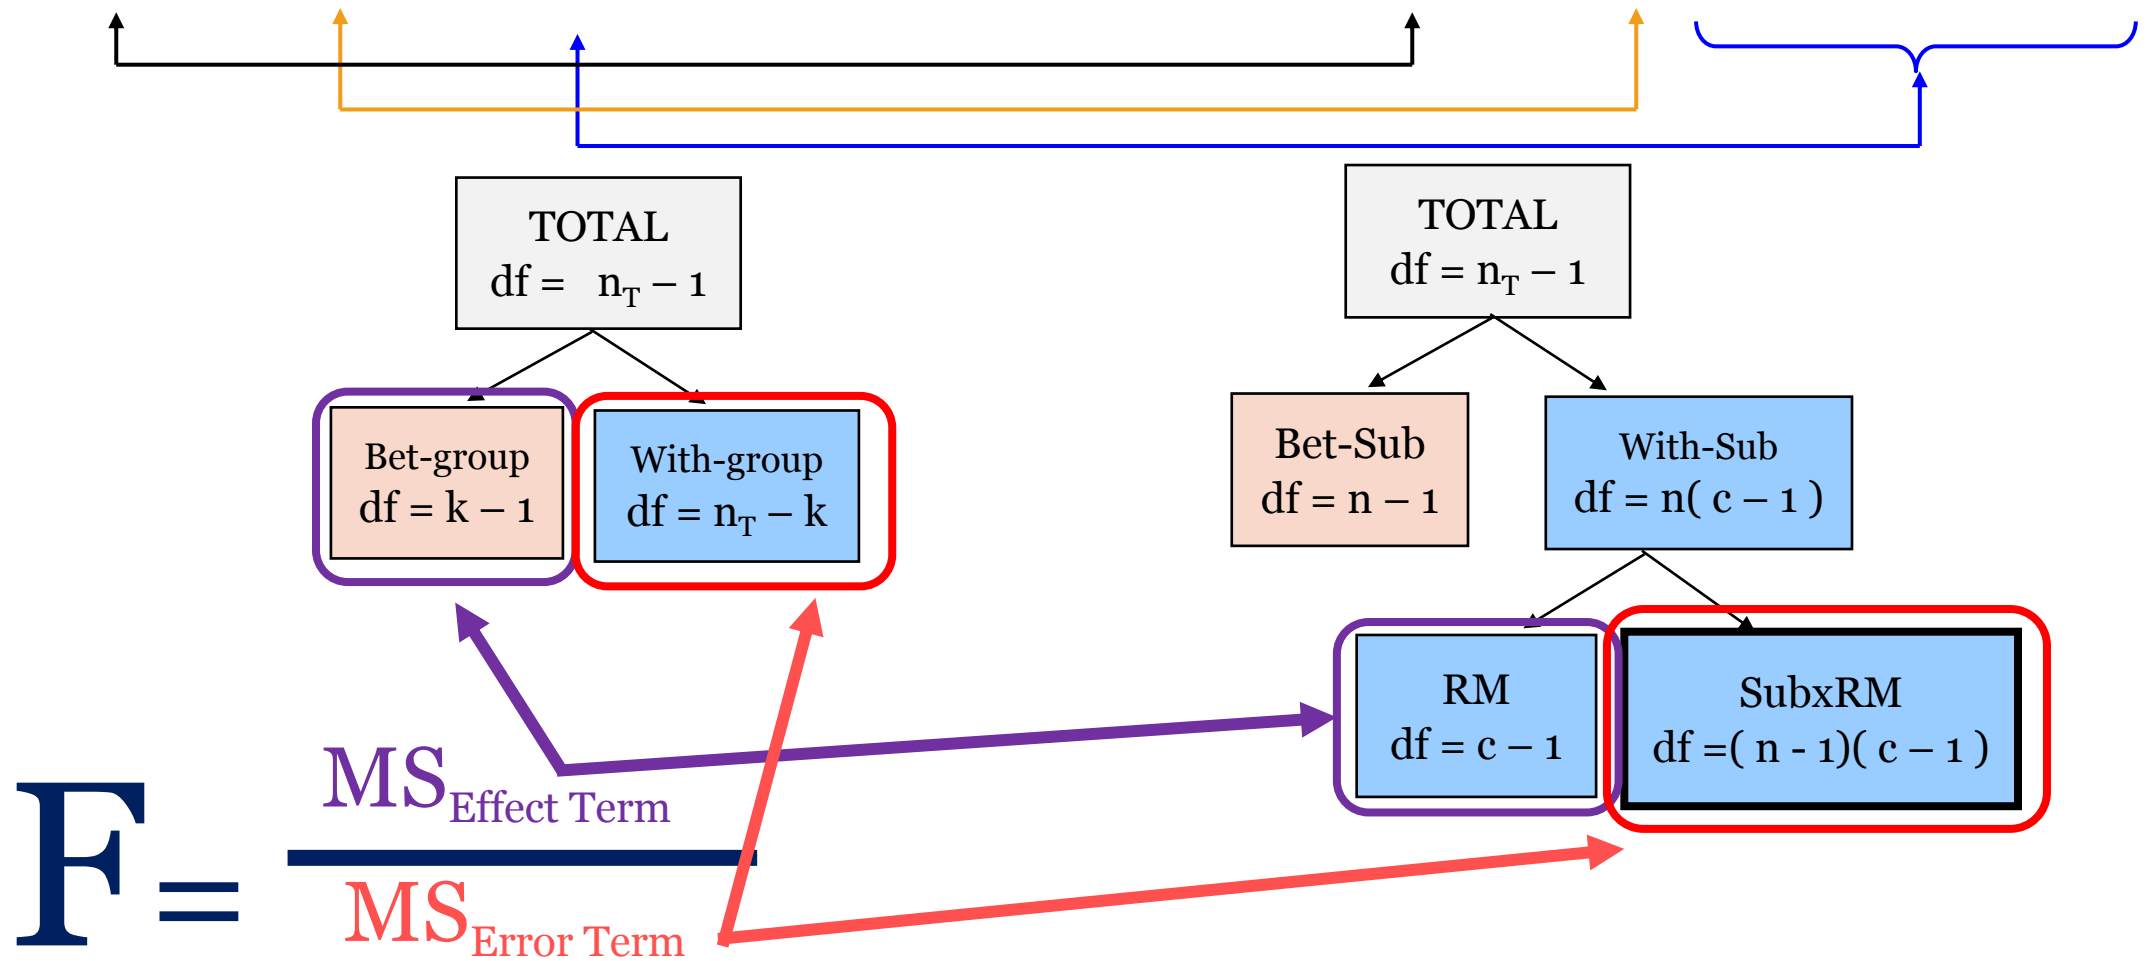 TOTAL
df = n_T – 1
TOTAL
df = n_T – 1
Bet-group
df = k – 1
With-group
df = n_T – k
Bet-Sub
df = n – 1
With-Sub
df = n( c – 1 )
RM
df = c – 1
SubxRM
df =( n - 1)( c – 1 )
F=
MS_Effect Term
MS_Error Term